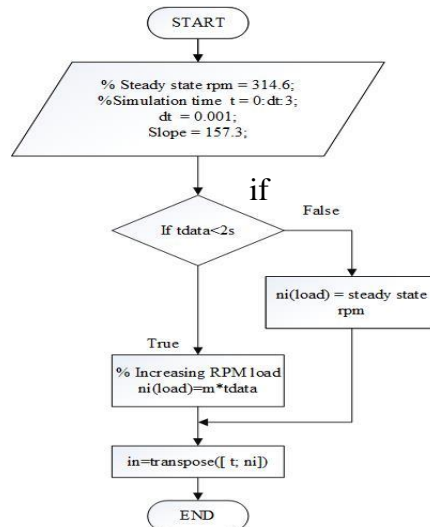 START
% Steady state rpm = 314.6;
%Simulation time t = 0:dt:3;
dt = 0.001;
Slope = 157.3;
if
If tdata<2s
False
ni(load) = steady state
rpm
True
% Increasing RPM load
ni(load)=m*tdata
in=transpose([ t; ni])
END